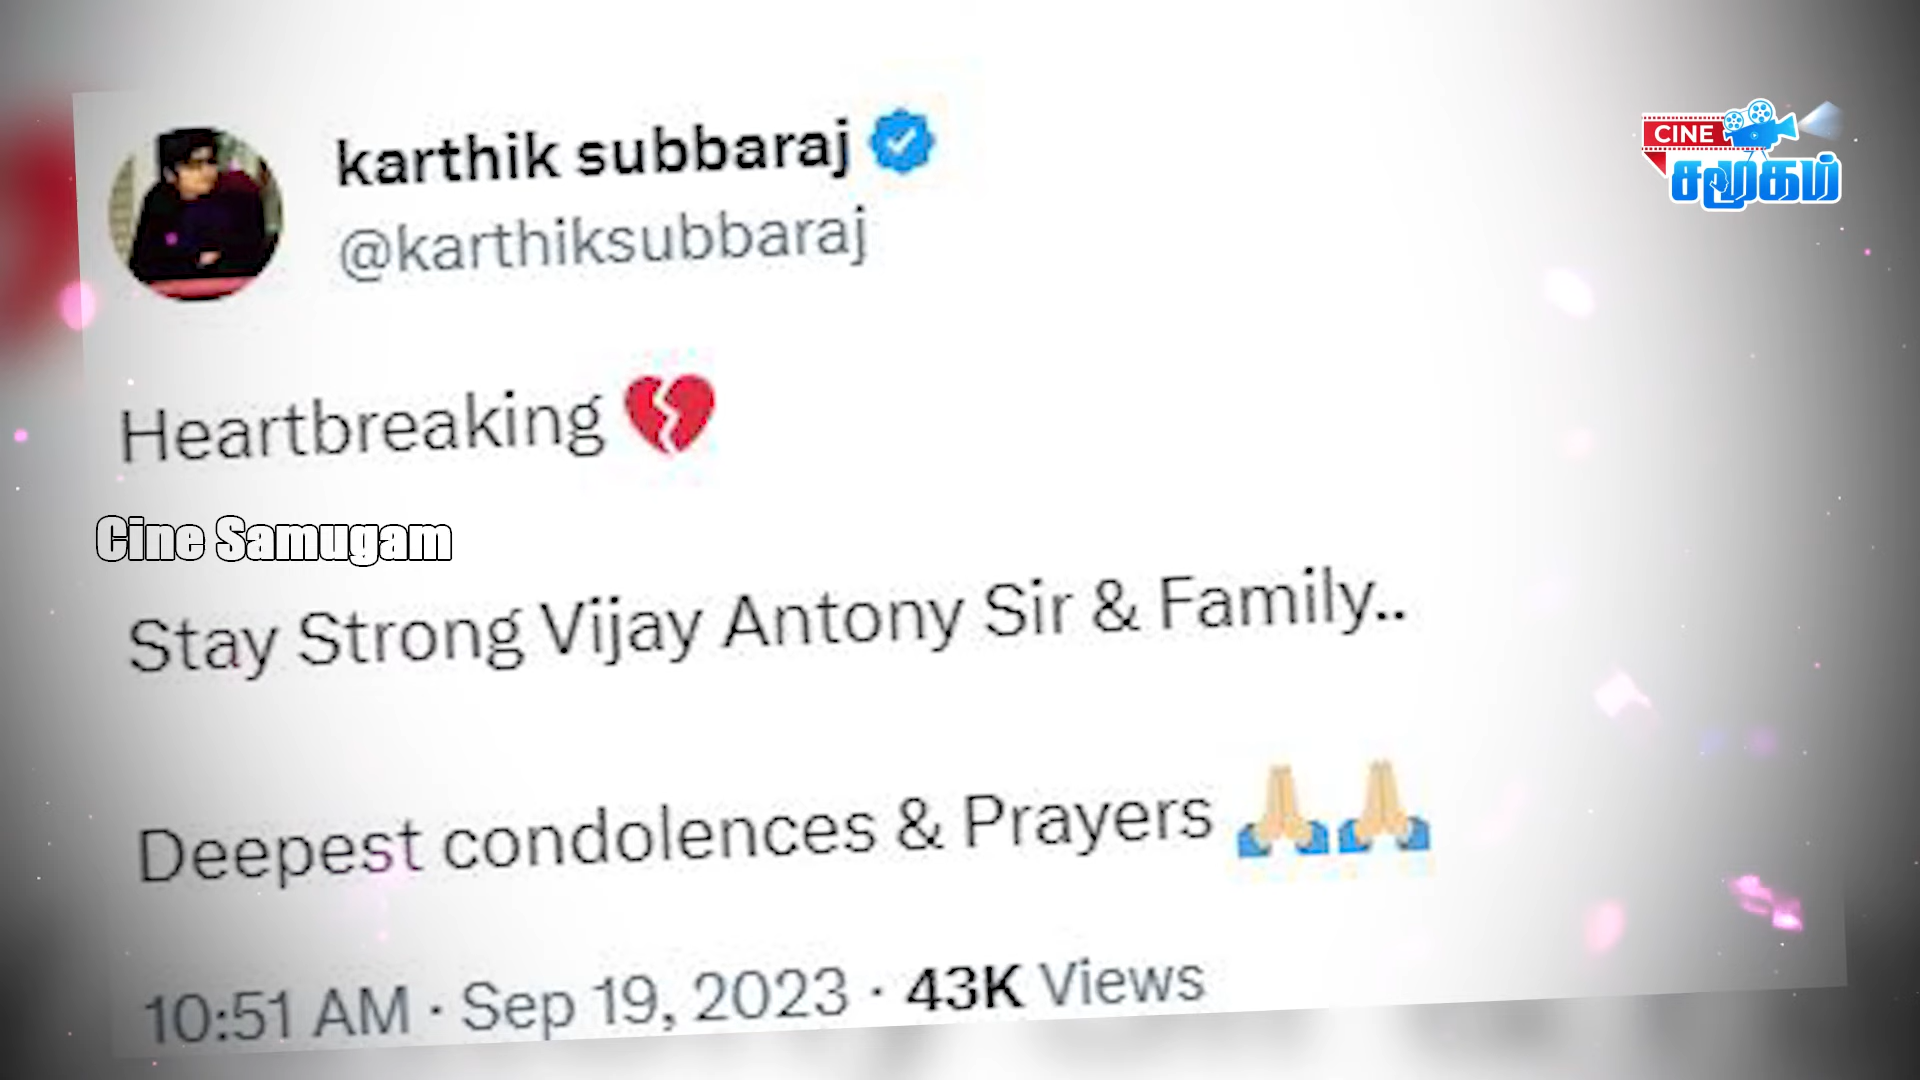 karthik subbaraj
@karthiksubbaraj
CINE
சமூகம்
Heartbreaking 💔
Cine Samugam
Stay Strong Vijay Antony Sir & Family..
Deepest condolences & Prayers 🙏🏼🙏🏼
10:51 AM · Sep 19, 2023 · 43K Views